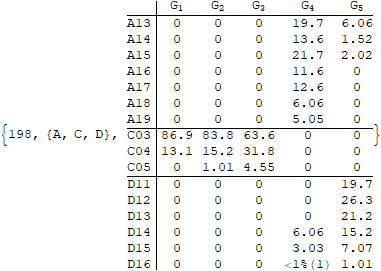 G1 G2 G3 G4 G5
A13 0 0 0 19.7 6.06
A14 0 0 0 13.6 1.52
A15 0 0 0 21.7 2.02
A16 0 0 0 11.6 0
A17 0 0 0 12.6 0
A18 0 0 0 6.06 0
A19 0 0 0 5.05 0
{198, {A, C, D}, C03 86.9 83.8 63.6 0 0 }
C04 13.1 15.2 31.8 0 0
C05 0 1.01 4.55 0 0
D11 0 0 0 0 19.7
D12 0 0 0 0 26.3
D13 0 0 0 0 21.2
D14 0 0 0 6.06 15.2
D15 0 0 0 3.03 7.07
D16 0 0 0 <1%(1) 1.01